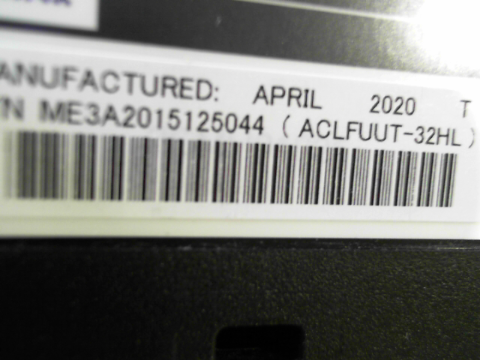 ANUFACTURED: APRIL 2020 T
/N ME3A2015125044 ( ACLFUUT-32HL )